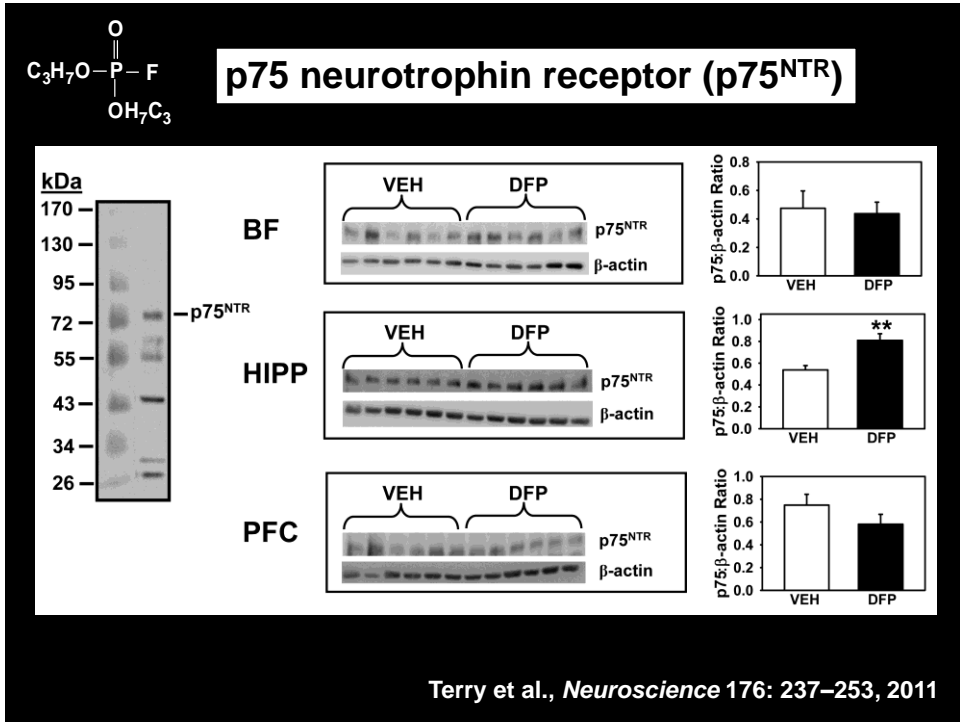 O
C₃H₇O–P–F
OH₇C₃
p75 neurotrophin receptor (p75ᴺᵀᴿ)
kDa
170
130
95
72
55
43
34
26
p75ᴺᵀᴿ
BF
VEH DFP
p75ᴺᵀᴿ
β-actin
p75:β-actin Ratio
0.8
0.6
0.4
0.2
0.0
VEH DFP
HIPP
VEH DFP
p75ᴺᵀᴿ
β-actin
p75:β-actin Ratio
1.0
0.8
0.6
0.4
0.2
0.0
**
VEH DFP
PFC
VEH DFP
p75ᴺᵀᴿ
β-actin
p75:β-actin Ratio
1.0
0.8
0.6
0.4
0.2
0.0
VEH DFP
Terry et al., Neuroscience 176: 237–253, 2011